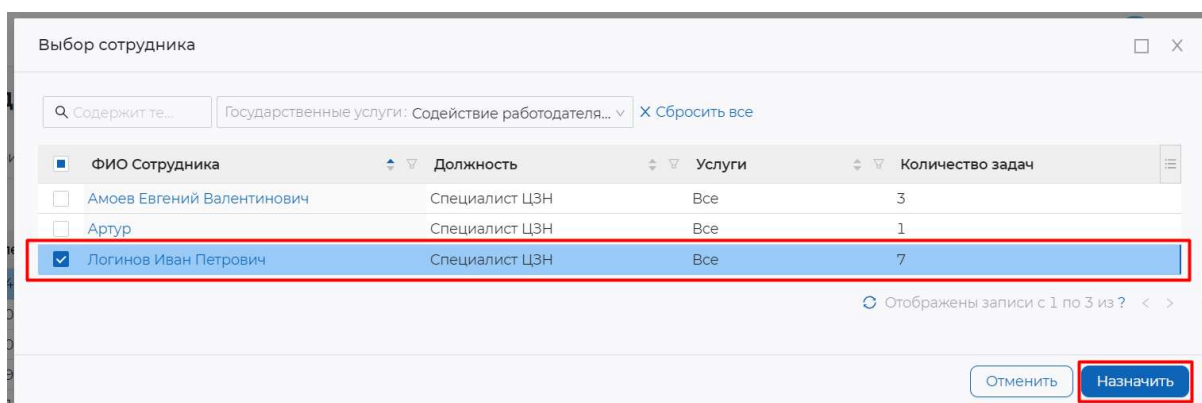 Выбор сотрудника
Содержит те... Государственные услуги: Содействие работодателя... X Сбросить все
ФИО Сотрудника Должность Услуги Количество задач
Амоев Евгений Валентинович Специалист ЦЗН Все 3
Артур Специалист ЦЗН Все 1
Логинов Иван Петрович Специалист ЦЗН Все 7
Отображены записи с 1 по 3 из ? < >
Отменить Назначить